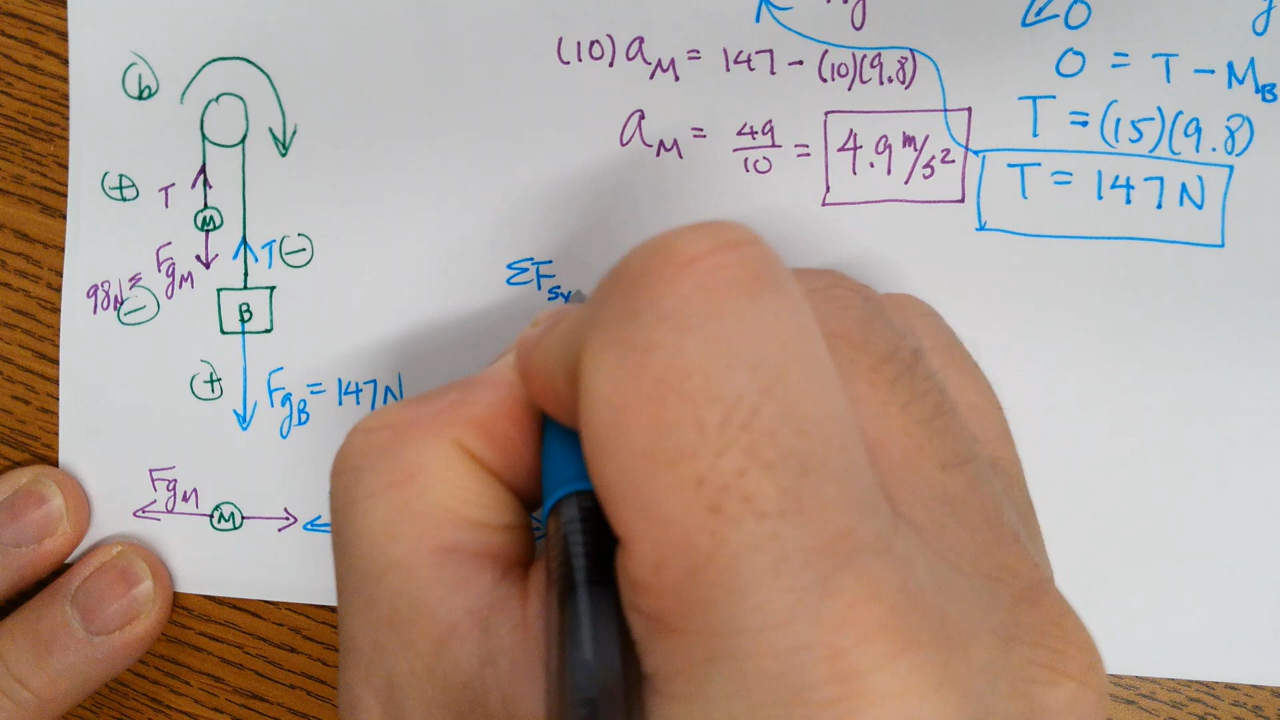 (b)
(10) a_M = 147 - (10)(9.8)
0 = T - M_B
a_M = 49/10 = 4.9 m/s²
T = (15)(9.8)
T = 147 N
(+) T
M
T (-)
F_gM
98N
(-)
B
ΣF_sy
(+) F_gB = 147 N
F_gM
M